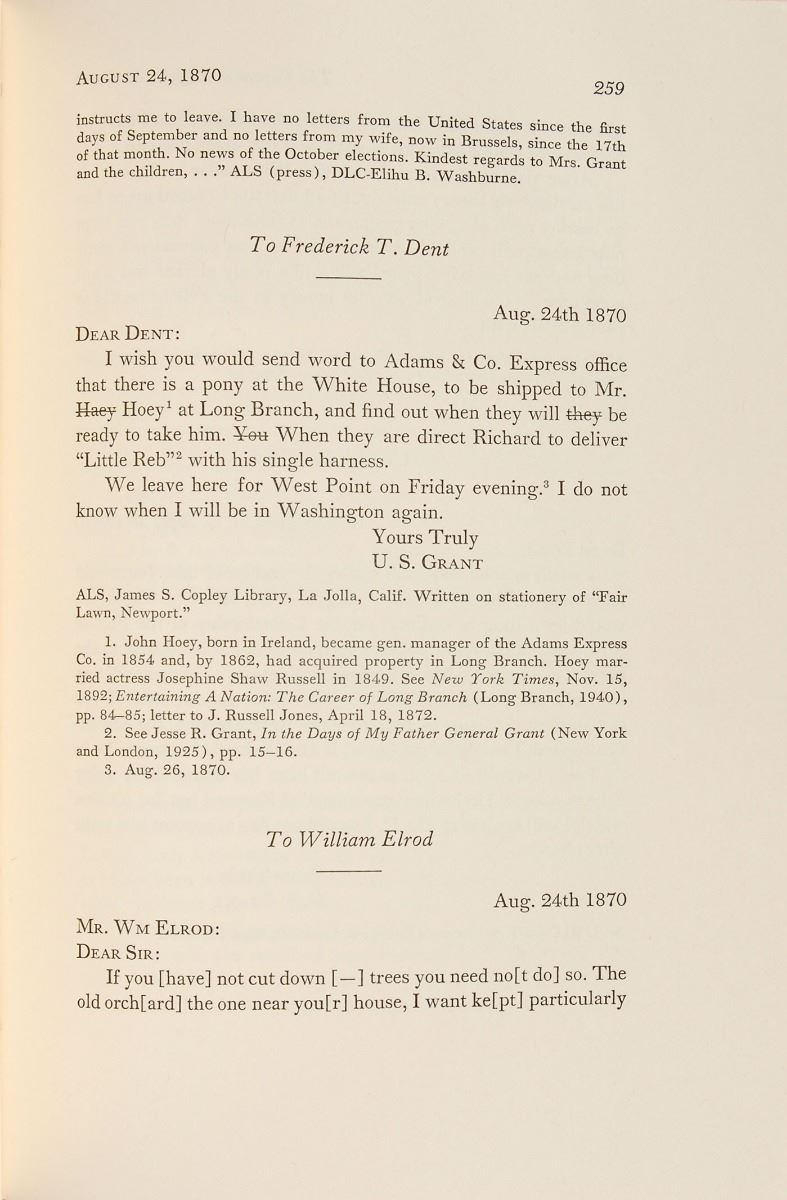 AUGUST 24, 1870
259
instructs me to leave. I have no letters from the United States since the first
days of September and no letters from my wife, now in Brussels, since the 17th
of that month. No news of the October elections. Kindest regards to Mrs. Grant
and the children, . . ." ALS (press), DLC-Elihu B. Washburne.
To Frederick T. Dent
Aug. 24th 1870
DEAR DENT:
I wish you would send word to Adams & Co. Express office
that there is a pony at the White House, to be shipped to Mr.
Haey Hoey¹ at Long Branch, and find out when they will they be
ready to take him. You When they are direct Richard to deliver
"Little Reb"² with his single harness.
We leave here for West Point on Friday evening.³ I do not
know when I will be in Washington again.
Yours Truly
U. S. GRANT
ALS, James S. Copley Library, La Jolla, Calif. Written on stationery of "Fair
Lawn, Newport."
1. John Hoey, born in Ireland, became gen. manager of the Adams Express
Co. in 1854 and, by 1862, had acquired property in Long Branch. Hoey mar-
ried actress Josephine Shaw Russell in 1849. See New York Times, Nov. 15,
1892; Entertaining A Nation: The Career of Long Branch (Long Branch, 1940),
pp. 84–85; letter to J. Russell Jones, April 18, 1872.
2. See Jesse R. Grant, In the Days of My Father General Grant (New York
and London, 1925), pp. 15–16.
3. Aug. 26, 1870.
To William Elrod
Aug. 24th 1870
MR. WM ELROD:
DEAR SIR:
If you [have] not cut down [—] trees you need no[t do] so. The
old orch[ard] the one near you[r] house, I want ke[pt] particularly